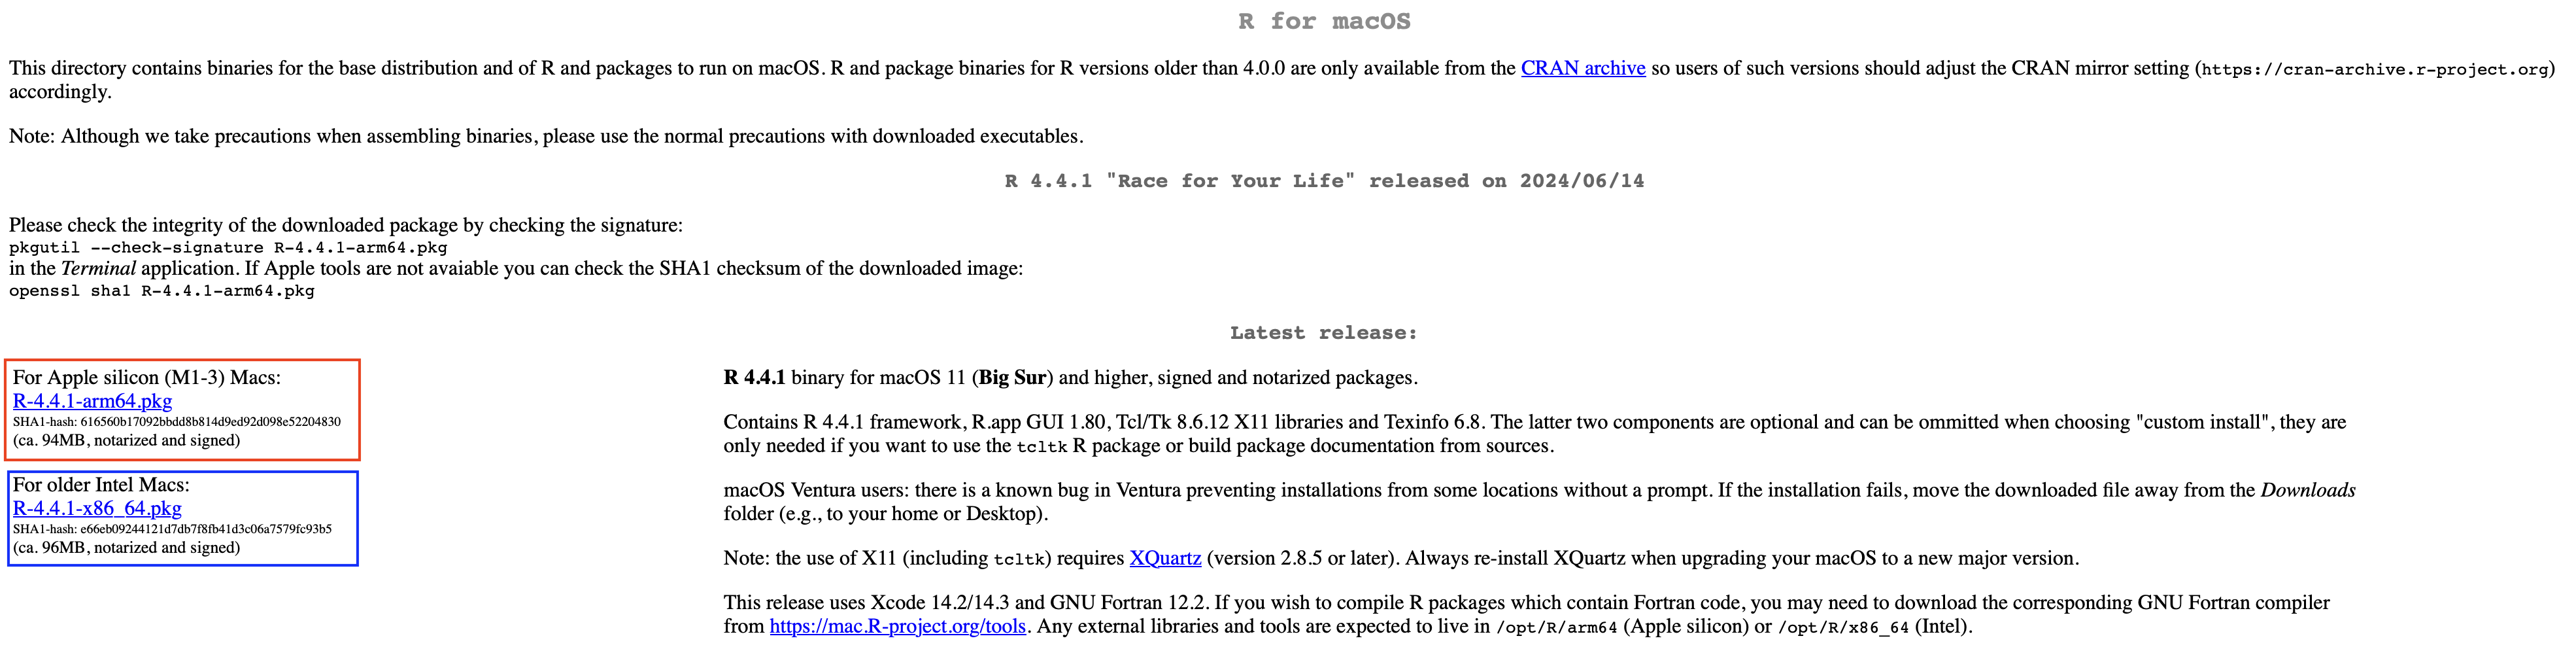 R for macOS
This directory contains binaries for the base distribution and of R and packages to run on macOS. R and package binaries for R versions older than 4.0.0 are only available from the CRAN archive so users of such versions should adjust the CRAN mirror setting (https://cran-archive.r-project.org)
accordingly.
Note: Although we take precautions when assembling binaries, please use the normal precautions with downloaded executables.
R 4.4.1 "Race for Your Life" released on 2024/06/14
Please check the integrity of the downloaded package by checking the signature:
pkgutil --check-signature R-4.4.1-arm64.pkg
in the Terminal application. If Apple tools are not avaiable you can check the SHA1 checksum of the downloaded image:
openssl sha1 R-4.4.1-arm64.pkg
Latest release:
For Apple silicon (M1-3) Macs:
R-4.4.1-arm64.pkg
SHA1-hash: 616560b17092bbdd8b814d9ed92d098e52204830
(ca. 94MB, notarized and signed)
For older Intel Macs:
R-4.4.1-x86_64.pkg
SHA1-hash: e66eb09244121d7db7f8fb41d3c06a7579fc93b5
(ca. 96MB, notarized and signed)
R 4.4.1 binary for macOS 11 (Big Sur) and higher, signed and notarized packages.
Contains R 4.4.1 framework, R.app GUI 1.80, Tcl/Tk 8.6.12 X11 libraries and Texinfo 6.8. The latter two components are optional and can be ommitted when choosing "custom install", they are
only needed if you want to use the tcltk R package or build package documentation from sources.
macOS Ventura users: there is a known bug in Ventura preventing installations from some locations without a prompt. If the installation fails, move the downloaded file away from the Downloads
folder (e.g., to your home or Desktop).
Note: the use of X11 (including tcltk) requires XQuartz (version 2.8.5 or later). Always re-install XQuartz when upgrading your macOS to a new major version.
This release uses Xcode 14.2/14.3 and GNU Fortran 12.2. If you wish to compile R packages which contain Fortran code, you may need to download the corresponding GNU Fortran compiler
from https://mac.R-project.org/tools. Any external libraries and tools are expected to live in /opt/R/arm64 (Apple silicon) or /opt/R/x86_64 (Intel).